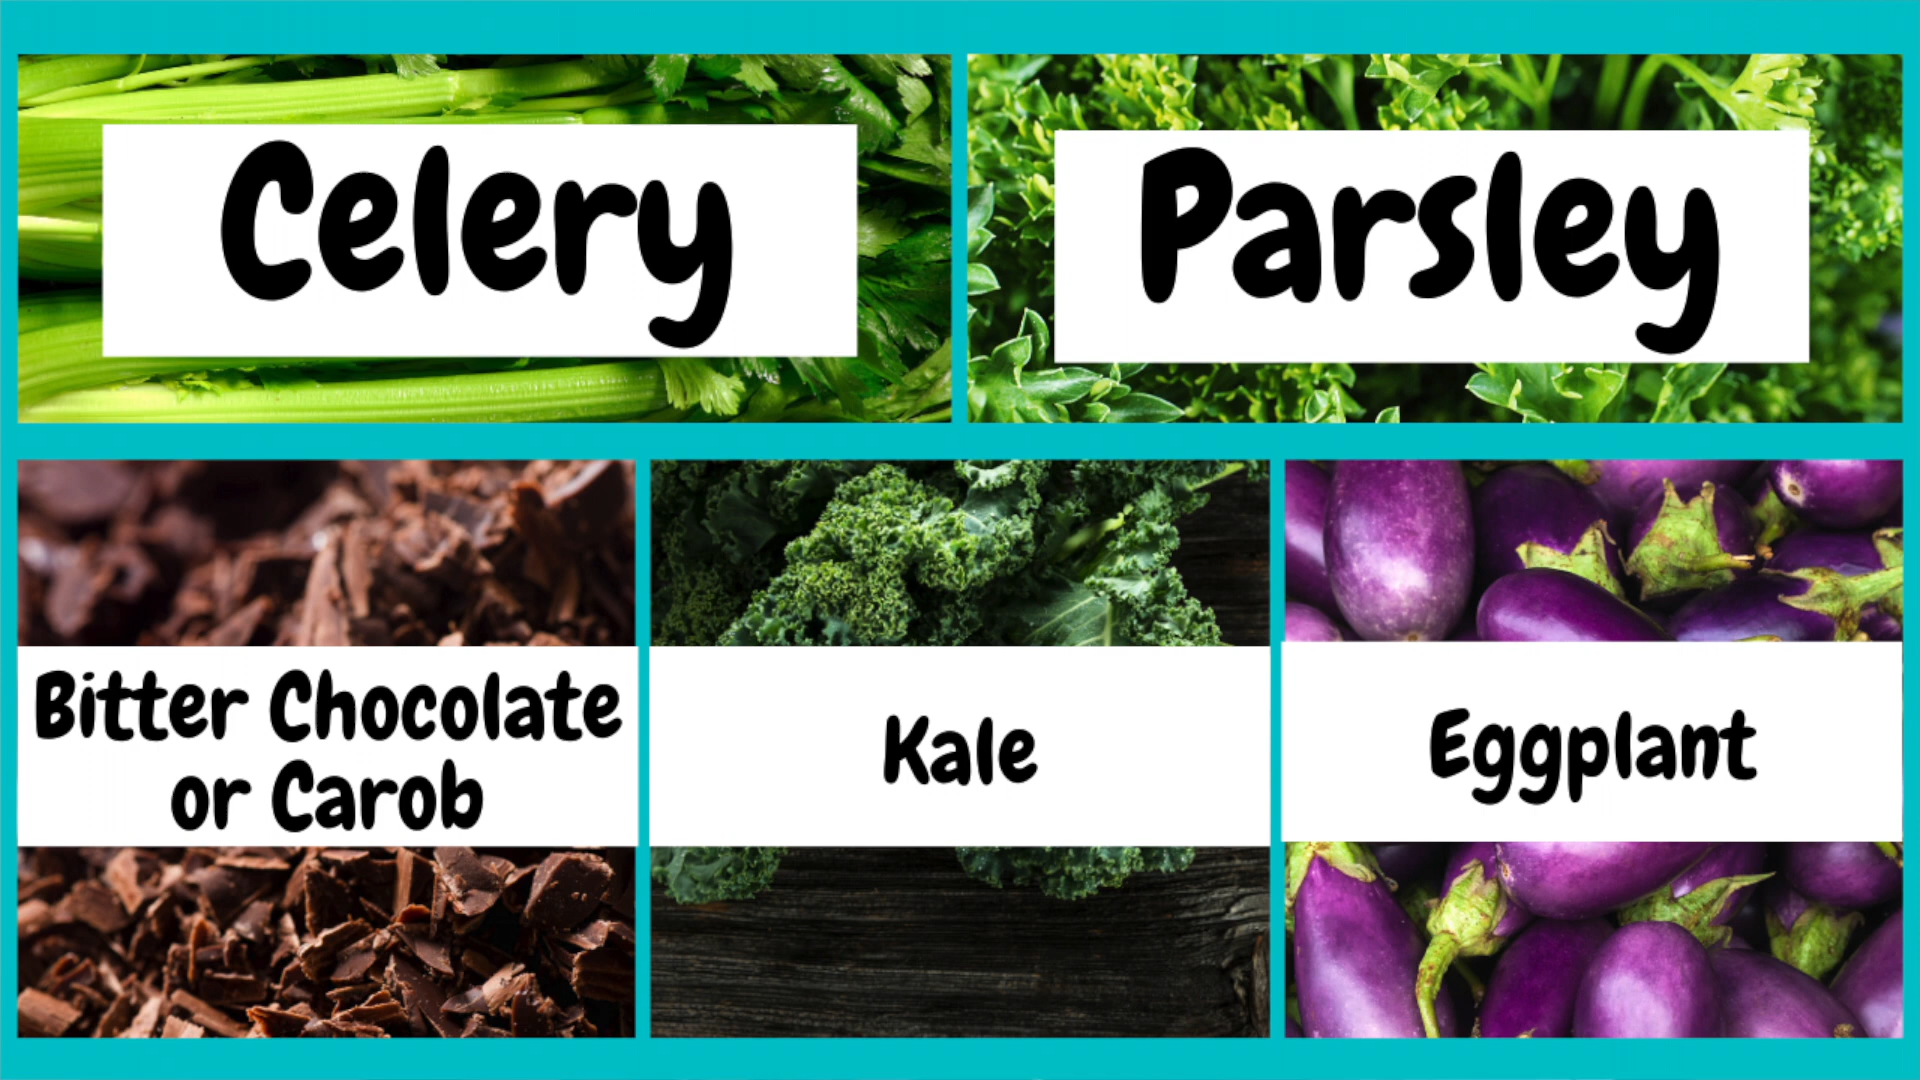 Celery
Parsley
Bitter Chocolate
or Carob
Kale
Eggplant